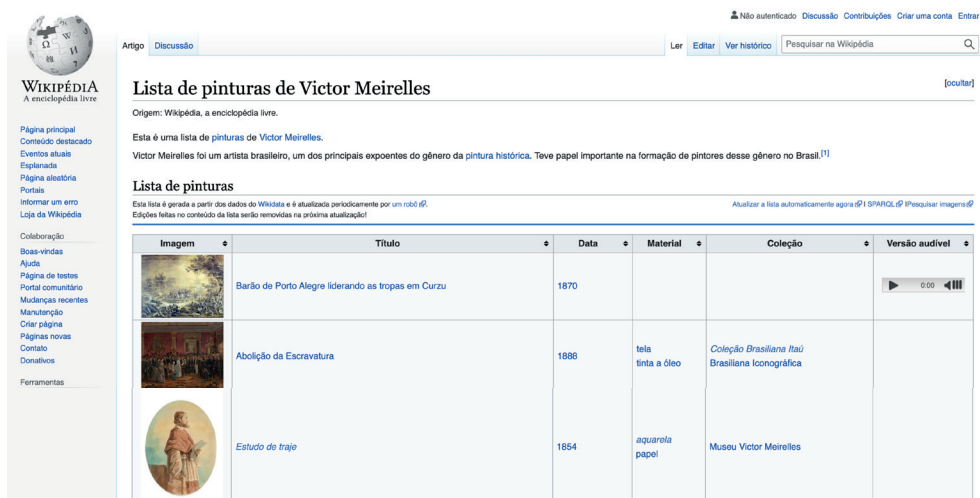 Não autenticado Discussão Contribuições Criar uma conta Entrar
Artigo Discussão Ler Editar Ver histórico Pesquisar na Wikipédia
WIKIPÉDIA
A enciclopédia livre
Página principal
Conteúdo destacado
Eventos atuais
Esplanada
Página aleatória
Portais
Informar um erro
Loja da Wikipédia
Colaboração
Boas-vindas
Ajuda
Página de testes
Portal comunitário
Mudanças recentes
Manutenção
Criar página
Páginas novas
Contato
Donativos
Ferramentas
Lista de pinturas de Victor Meirelles
[ocultar]
Origem: Wikipédia, a enciclopédia livre.
Esta é uma lista de pinturas de Victor Meirelles.
Victor Meirelles foi um artista brasileiro, um dos principais expoentes do gênero da pintura histórica. Teve papel importante na formação de pintores desse gênero no Brasil.[1]
Lista de pinturas
Esta lista é gerada a partir dos dados do Wikidata e é atualizada periodicamente por um robô.
Edições feitas no conteúdo da lista serão removidas na próxima atualização!
Atualizar a lista automaticamente agora | SPARQL | Pesquisar imagens
Imagem Título Data Material Coleção Versão audível
Barão de Porto Alegre liderando as tropas em Curzu 1870 0:00
Abolição da Escravatura 1888 tela
tinta a óleo
Coleção Brasiliana Itaú
Brasiliana Iconográfica
Estudo de traje 1854 aquarela
papel
Museu Victor Meirelles